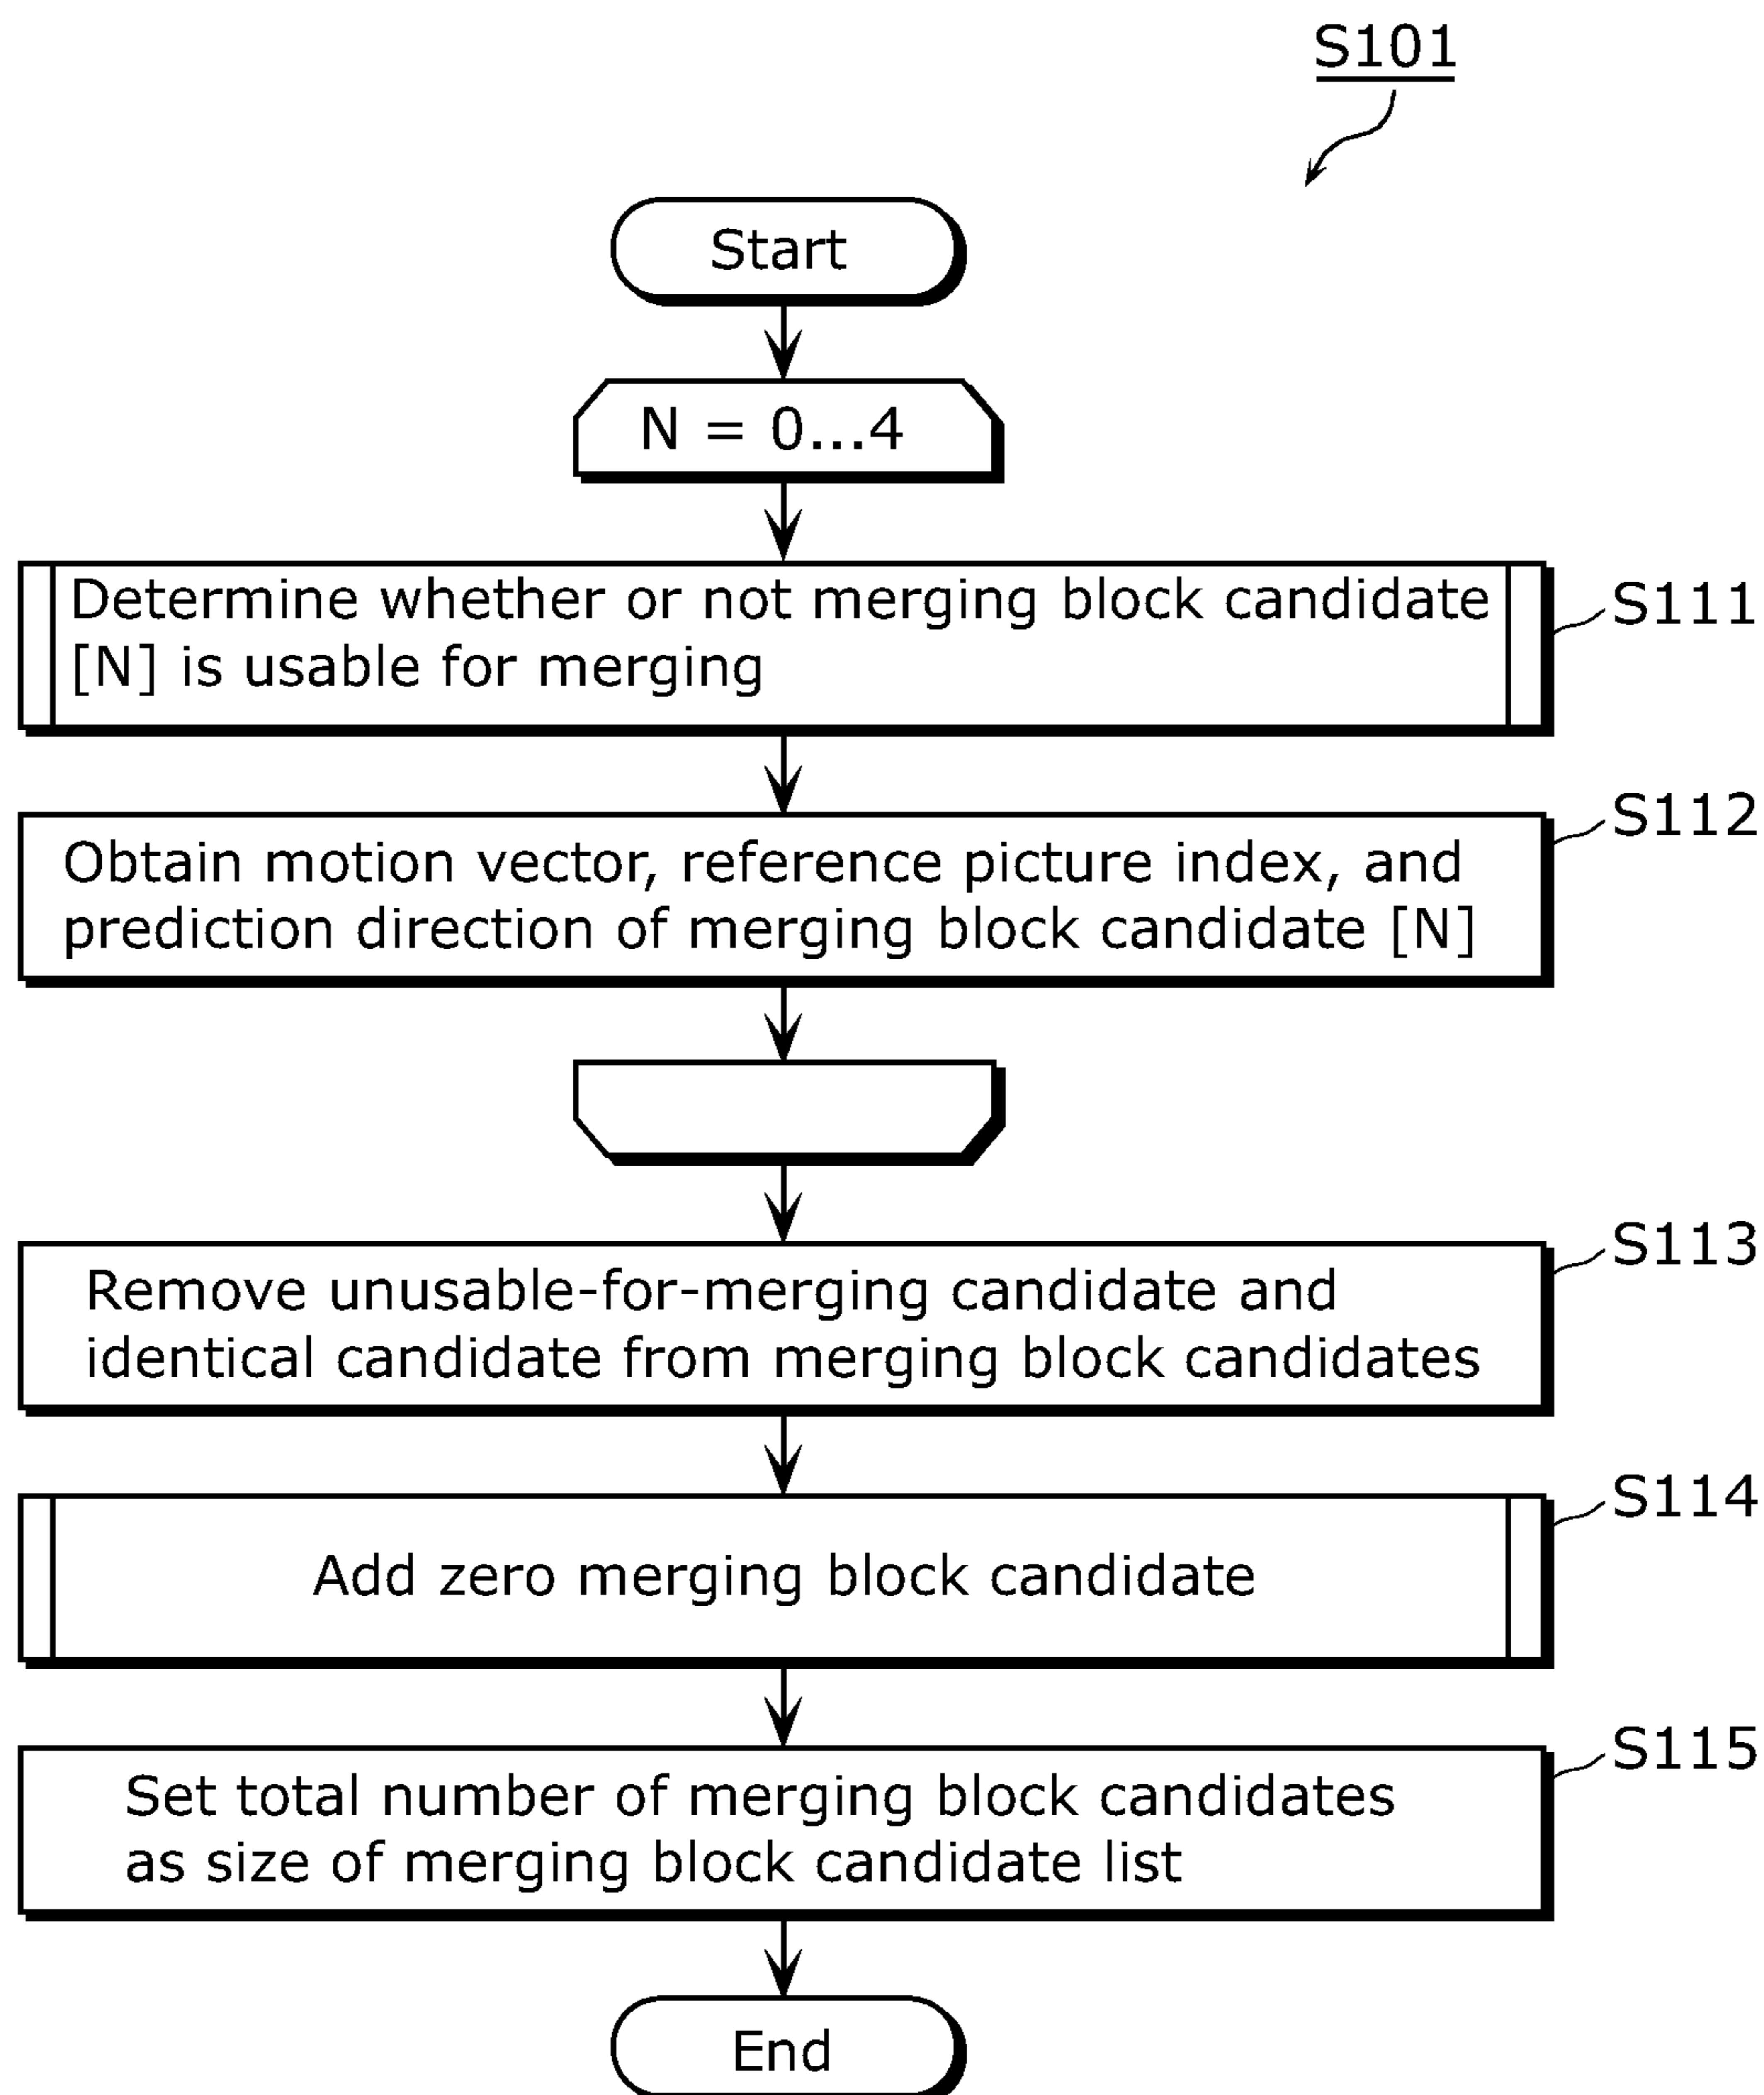 S101
Start
N = 0...4
Determine whether or not merging block candidate
[N] is usable for merging
S111
S112
Obtain motion vector, reference picture index, and
prediction direction of merging block candidate [N]
S113
Remove unusable-for-merging candidate and
identical candidate from merging block candidates
S114
Add zero merging block candidate
S115
Set total number of merging block candidates
as size of merging block candidate list
End